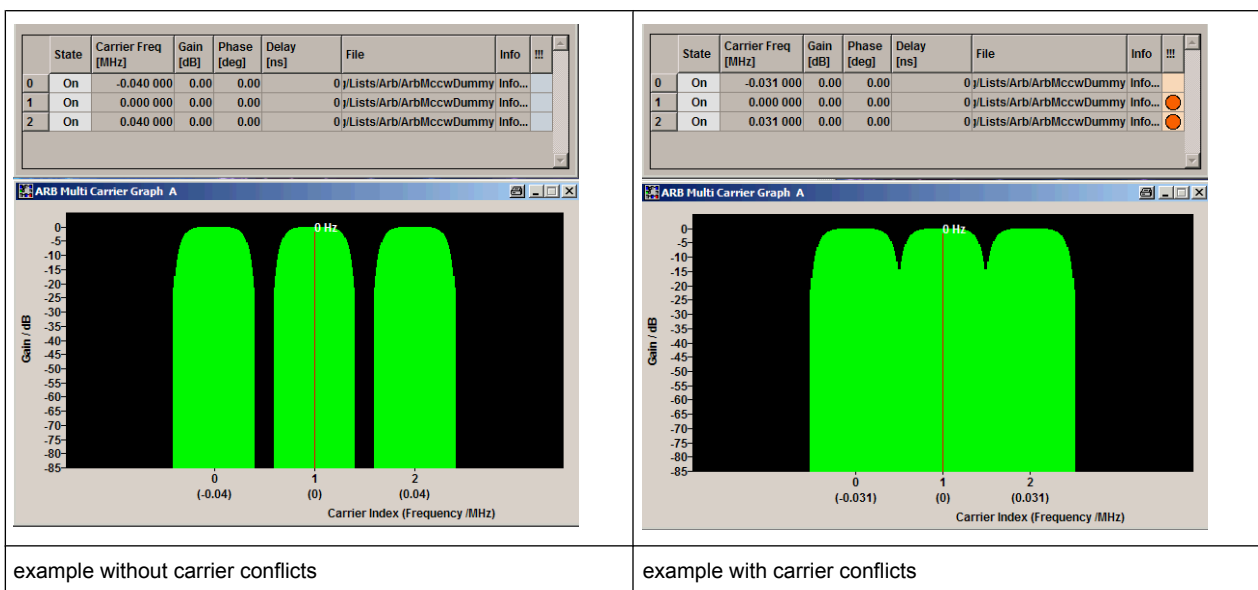 State Carrier Freq [MHz] Gain [dB] Phase [deg] Delay [ns] File Info !!!
0 On -0.040 000 0.00 0.00 0 g/Lists/Arb/ArbMccwDummy Info...
1 On 0.000 000 0.00 0.00 0 g/Lists/Arb/ArbMccwDummy Info...
2 On 0.040 000 0.00 0.00 0 g/Lists/Arb/ArbMccwDummy Info...
ARB Multi Carrier Graph A
0 Hz
Gain / dB
0
-5
-10
-15
-20
-25
-30
-35
-40
-45
-50
-55
-60
-65
-70
-75
-80
-85
0 1 2
(-0.04) (0) (0.04)
Carrier Index (Frequency /MHz)
example without carrier conflicts
State Carrier Freq [MHz] Gain [dB] Phase [deg] Delay [ns] File Info !!!
0 On -0.031 000 0.00 0.00 0 g/Lists/Arb/ArbMccwDummy Info...
1 On 0.000 000 0.00 0.00 0 g/Lists/Arb/ArbMccwDummy Info...
2 On 0.031 000 0.00 0.00 0 g/Lists/Arb/ArbMccwDummy Info...
ARB Multi Carrier Graph A
0 Hz
Gain / dB
0
-5
-10
-15
-20
-25
-30
-35
-40
-45
-50
-55
-60
-65
-70
-75
-80
-85
0 1 2
(-0.031) (0) (0.031)
Carrier Index (Frequency /MHz)
example with carrier conflicts